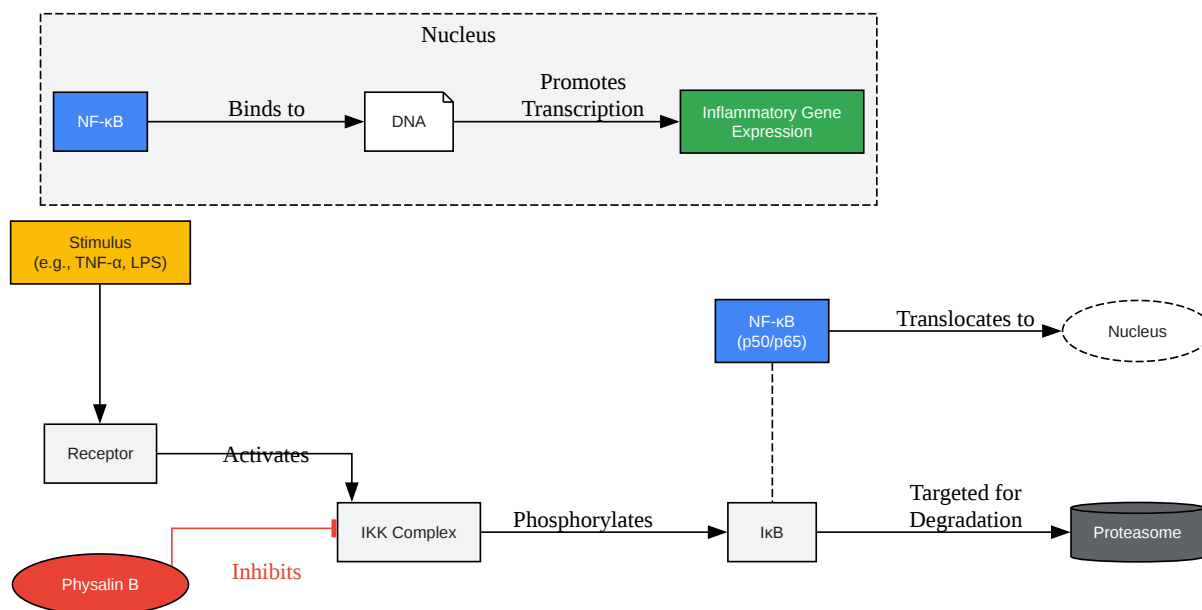 Nucleus
NF-κB
Binds to
DNA
Promotes
Transcription
Inflammatory Gene
Expression
Stimulus
(e.g., TNF-α, LPS)
NF-κB
(p50/p65)
Translocates to
Nucleus
Receptor
Activates
IKK Complex
Phosphorylates
IκB
Targeted for
Degradation
Proteasome
Physalin B
Inhibits